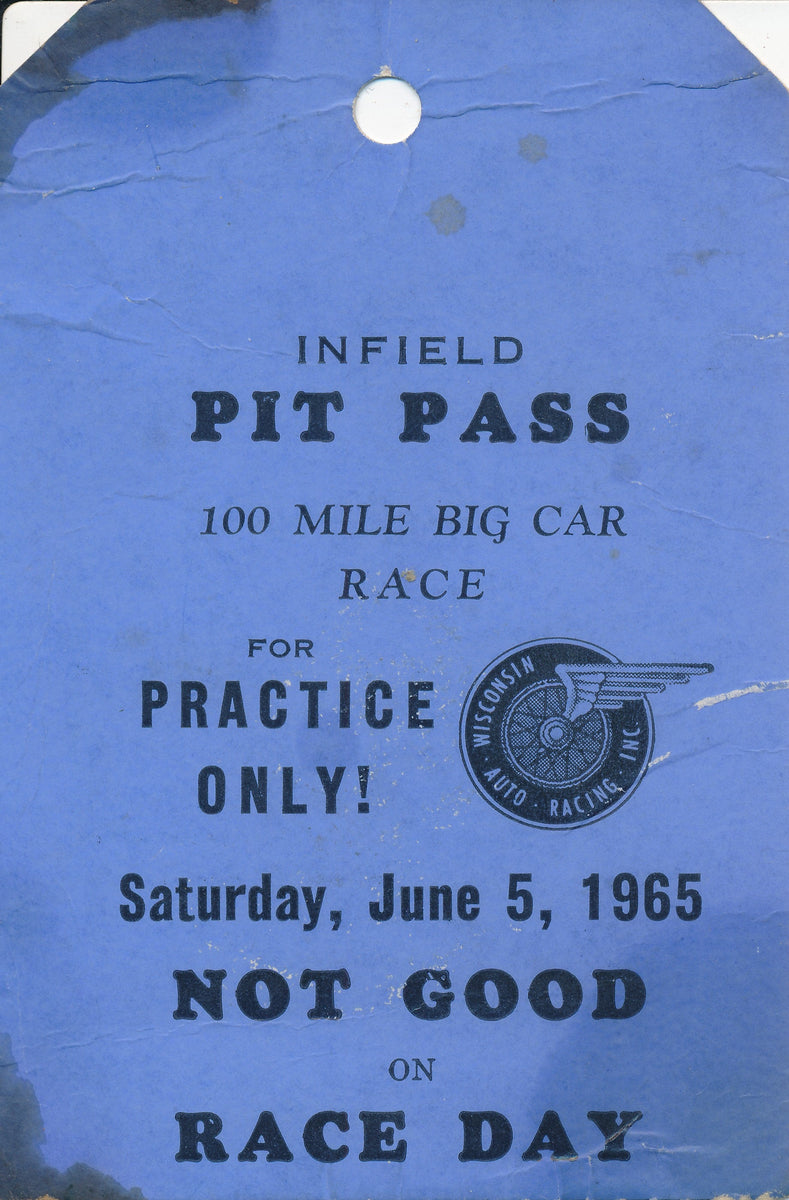 INFIELD
PIT PASS
100 MILE BIG CAR
RACE
FOR
PRACTICE
ONLY!
WISCONSIN
AUTO · RACING · INC
Saturday, June 5, 1965
NOT GOOD
ON
RACE DAY